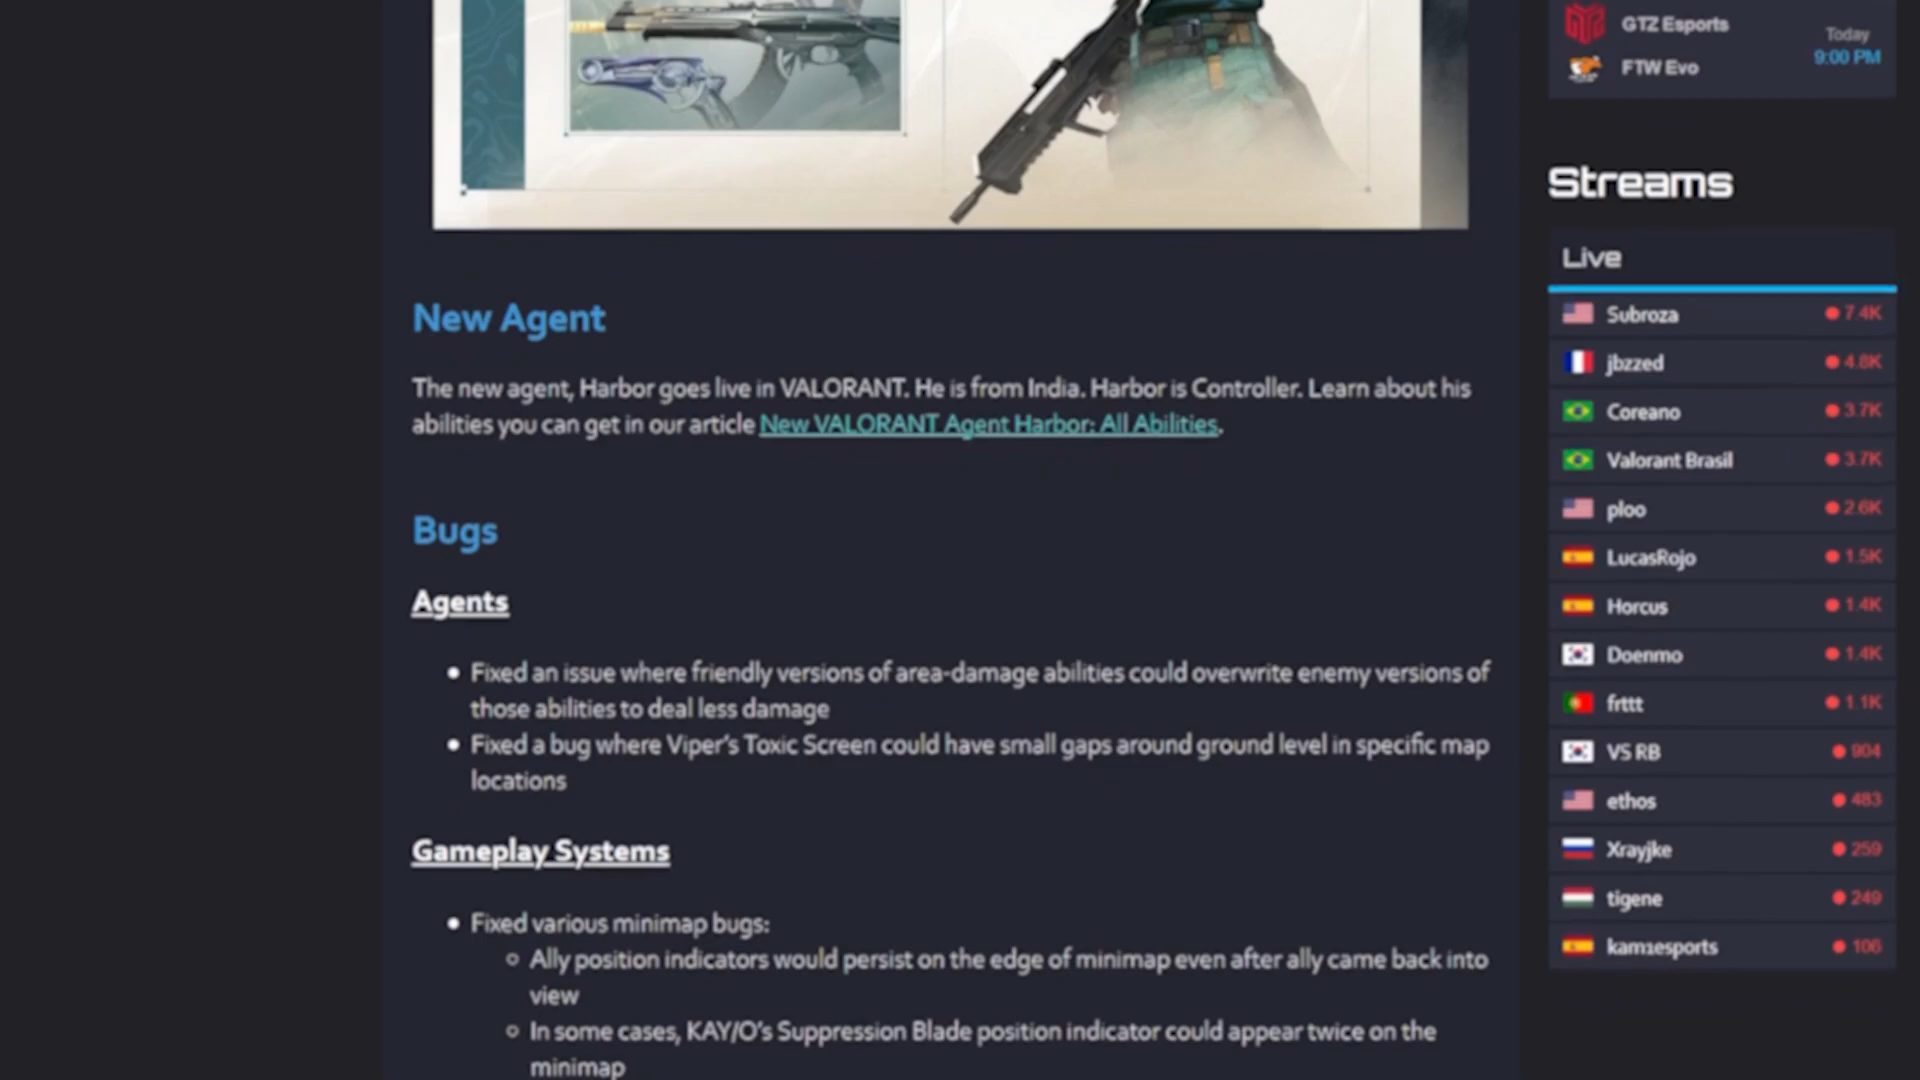 New Agent
The new agent, Harbor goes live in VALORANT. He is from India. Harbor is Controller. Learn about his
abilities you can get in our article New VALORANT Agent Harbor: All Abilities.
Bugs
Agents
Fixed an issue where friendly versions of area-damage abilities could overwrite enemy versions of
those abilities to deal less damage
Fixed a bug where Viper's Toxic Screen could have small gaps around ground level in specific map
locations
Gameplay Systems
Fixed various minimap bugs:
Ally position indicators would persist on the edge of minimap even after ally came back into
view
In some cases, KAY/O's Suppression Blade position indicator could appear twice on the
minimap
GTZ Esports
FTW Evo
Today
9:00 PM
Streams
Live
Subroza 7.4K
jbzzed 4.8K
Coreano 3.7K
Valorant Brasil 3.7K
ploo 2.6K
LucasRojo 1.5K
Horcus 1.4K
Doenmo 1.4K
frttt 1.1K
VS RB 904
ethos 483
Xrayjke 259
tigene 249
kam1esports 106